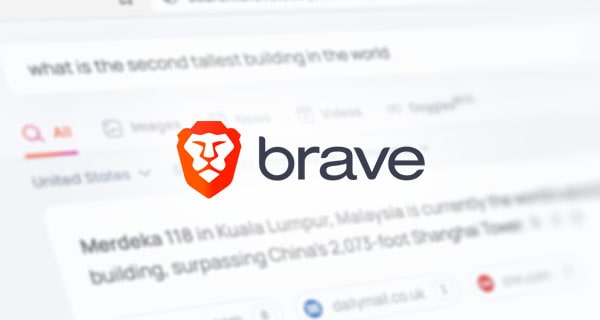 what is the second tallest building in the world
All Images News Videos Goggles
United States
brave
Merdeka 118 in Kuala Lumpur, Malaysia is currently the world's
building, surpassing China's 2,073-foot Shanghai Tower.
dailymail.co.uk 1